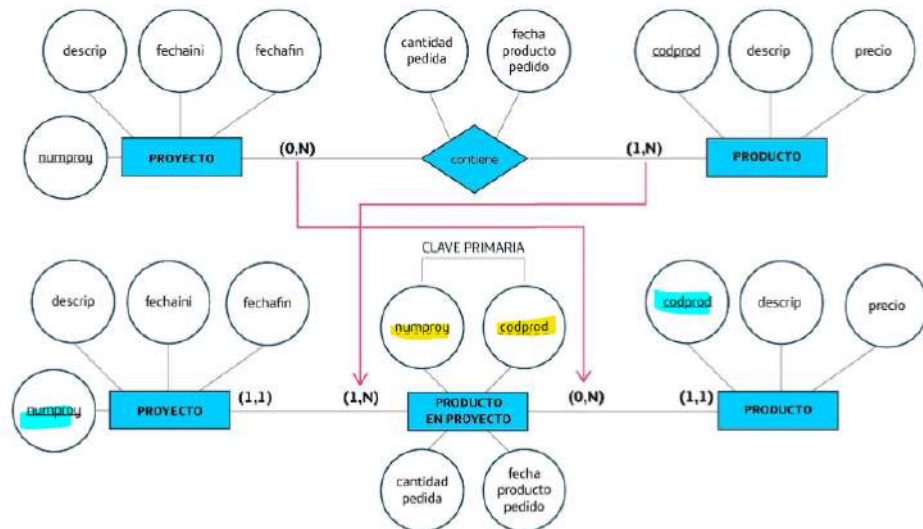 descrip
fechaini
fechafin
cantidad
pedida
fecha
producto
pedido
codprod
descrip
precio
numproy
PROYECTO
(0,N)
contiene
(1,N)
PRODUCTO
CLAVE PRIMARIA
descrip
fechaini
fechafin
numproy
codprod
codprod
descrip
precio
numproy
PROYECTO
(1,1)
(1,N)
PRODUCTO
EN PROYECTO
(0,N)
(1,1)
PRODUCTO
cantidad
pedida
fecha
producto
pedido